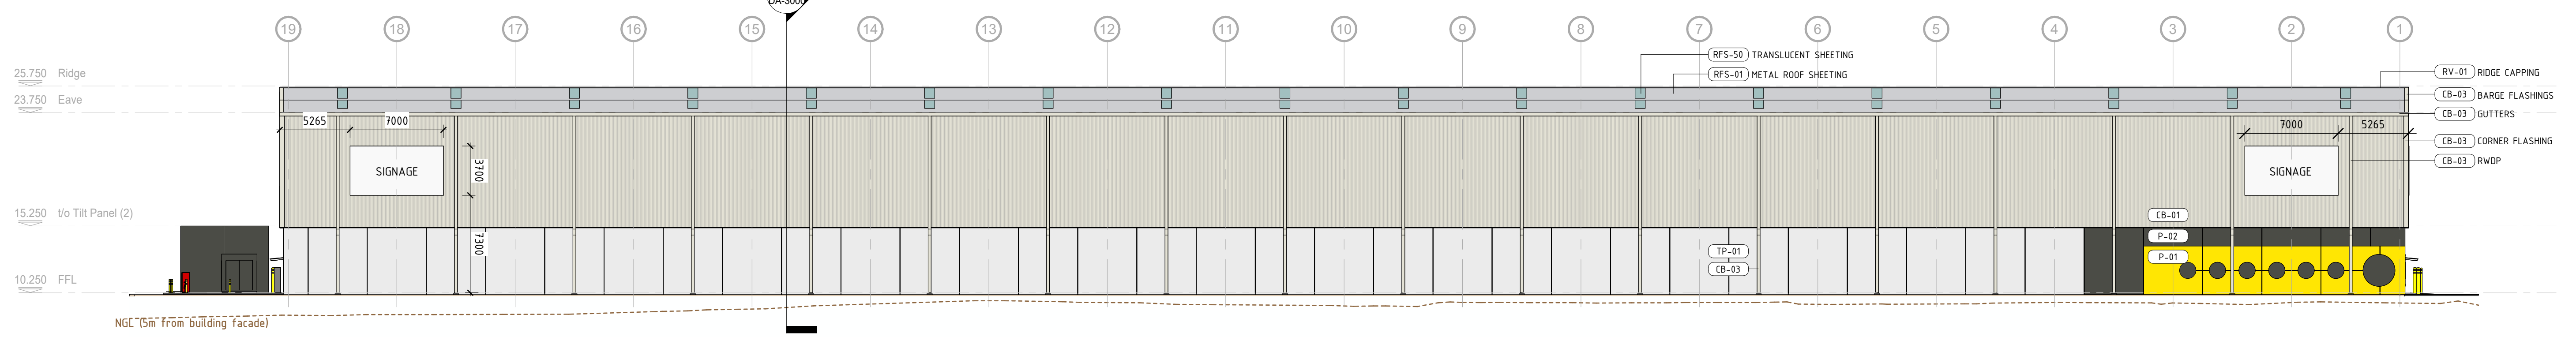 DA-3000
19 18 17 16 15 14 13 12 11 10 9 8 7 6 5 4 3 2 1
RFS-50 TRANSLUCENT SHEETING
25.750 Ridge
RFS-01 METAL ROOF SHEETING
RV-01 RIDGE CAPPING
23.750 Eave
CB-03 BARGE FLASHINGS
CB-03 GUTTERS
5265 7000
7000 5265
CB-03 CORNER FLASHING
CB-03 RWDP
SIGNAGE
3700
SIGNAGE
15.250 t/o Tilt Panel (2)
CB-01
P-02
7300
TP-01
P-01
CB-03
10.250 FFL
NGL (5m from building facade)